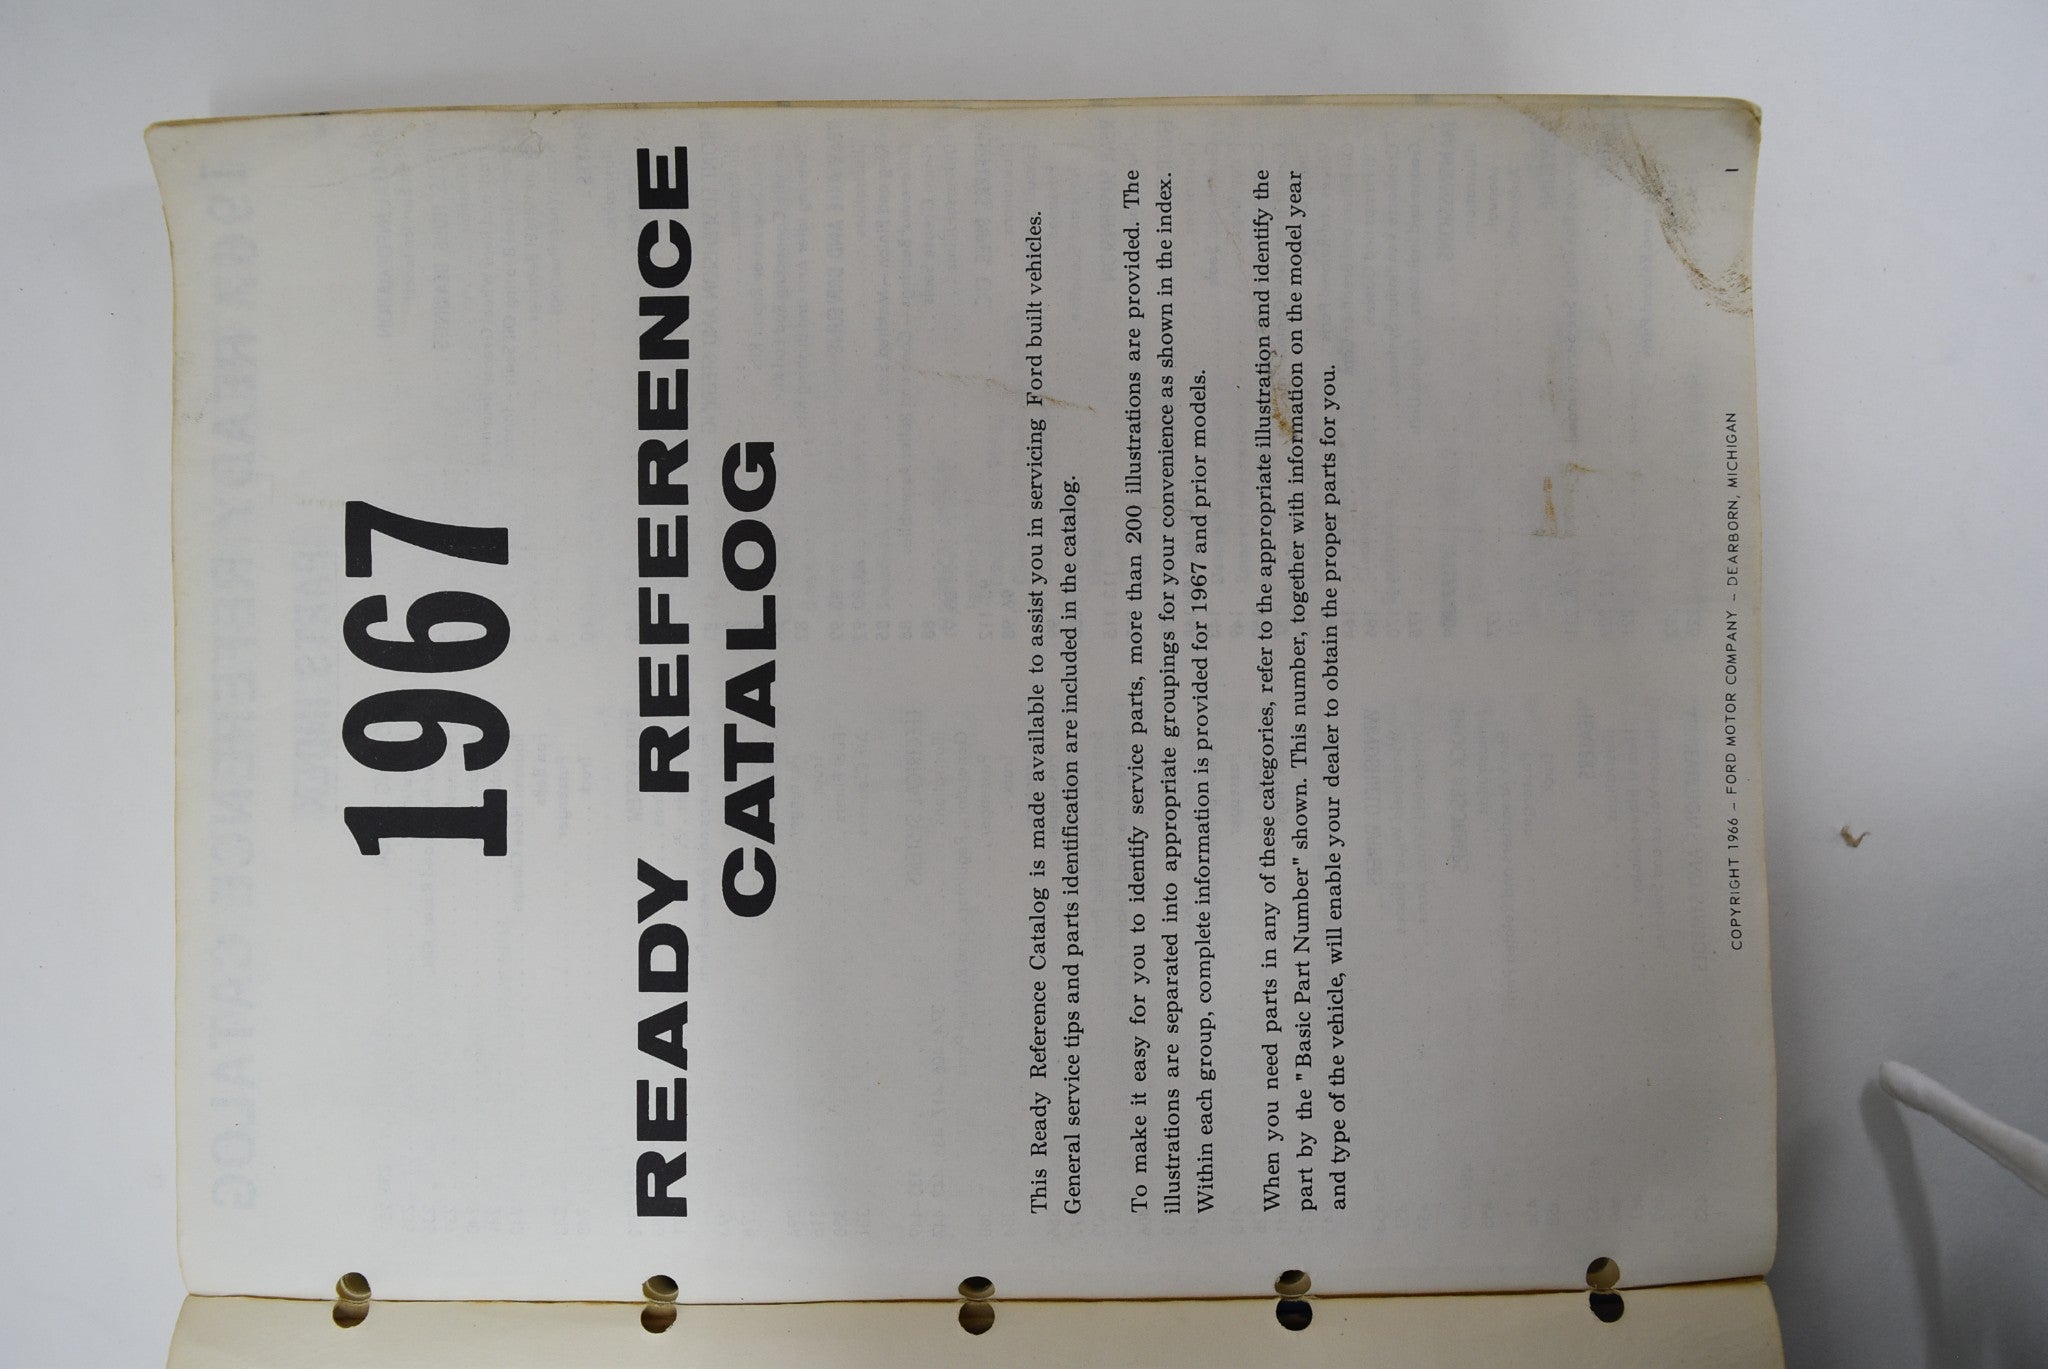 1967
READY REFERENCE
CATALOG
This Ready Reference Catalog is made available to assist you in servicing Ford built vehicles.
General service tips and parts identification are included in the catalog.
To make it easy for you to identify service parts, more than 200 illustrations are provided. The
illustrations are separated into appropriate groupings for your convenience as shown in the index.
Within each group, complete information is provided for 1967 and prior models.
When you need parts in any of these categories, refer to the appropriate illustration and identify the
part by the "Basic Part Number" shown. This number, together with information on the model year
and type of the vehicle, will enable your dealer to obtain the proper parts for you.
COPYRIGHT 1966 – FORD MOTOR COMPANY – DEARBORN, MICHIGAN
1